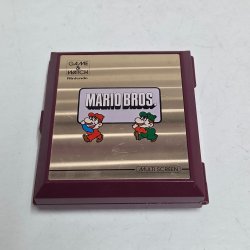 GAME &
WATCH
Nintendo
MARIO BROS.
MULTI SCREEN